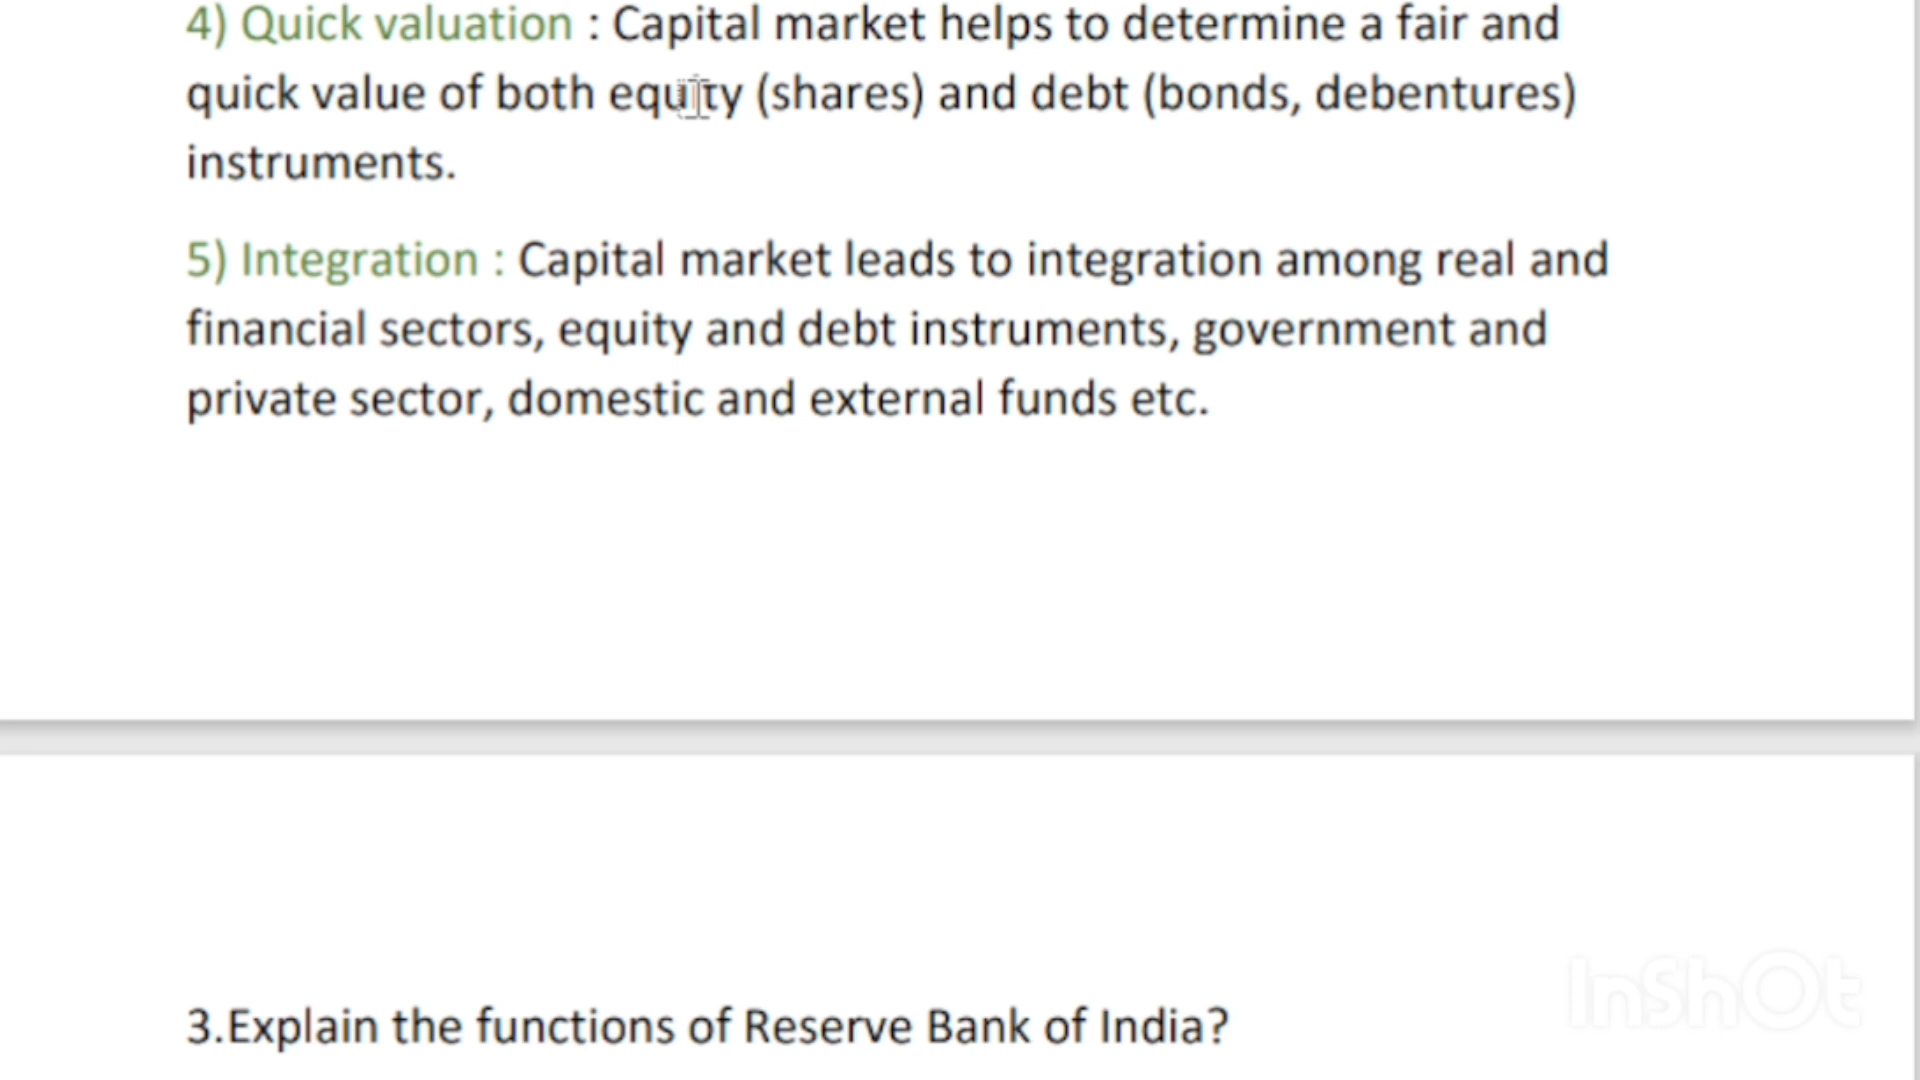 4) Quick valuation : Capital market helps to determine a fair and
quick value of both equity (shares) and debt (bonds, debentures)
instruments.
5) Integration : Capital market leads to integration among real and
financial sectors, equity and debt instruments, government and
private sector, domestic and external funds etc.
InShOt
3.Explain the functions of Reserve Bank of India?